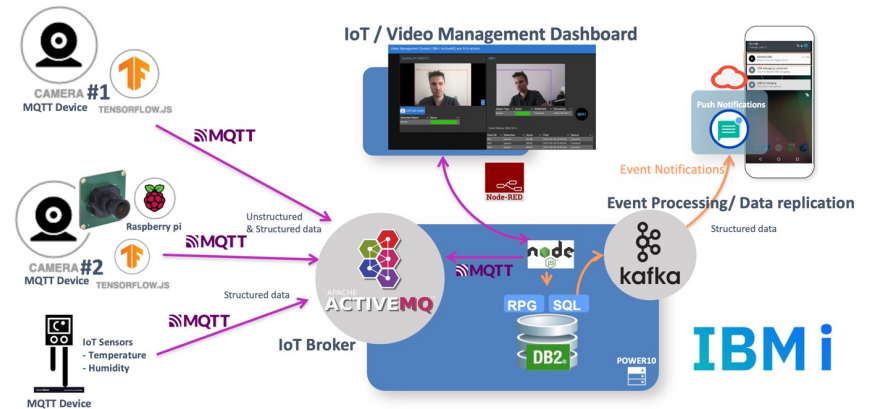 IoT / Video Management Dashboard
CAMERA #1
MQTT Device
TENSORFLOW.JS
MQTT
Push Notifications
Event Notifications
Node-RED
Raspberry pi
Unstructured
& Structured data
CAMERA
#2
MQTT Device
TENSORFLOW.JS
MQTT
Event Processing/ Data replication
Structured data
APACHE
ACTIVEMQ
MQTT
node
JS
kafka
Structured data
MQTT
IoT Broker
RPG
SQL
DB2®
POWER10
IBM i
IoT Sensors
- Temperature
- Humidity
MQTT Device